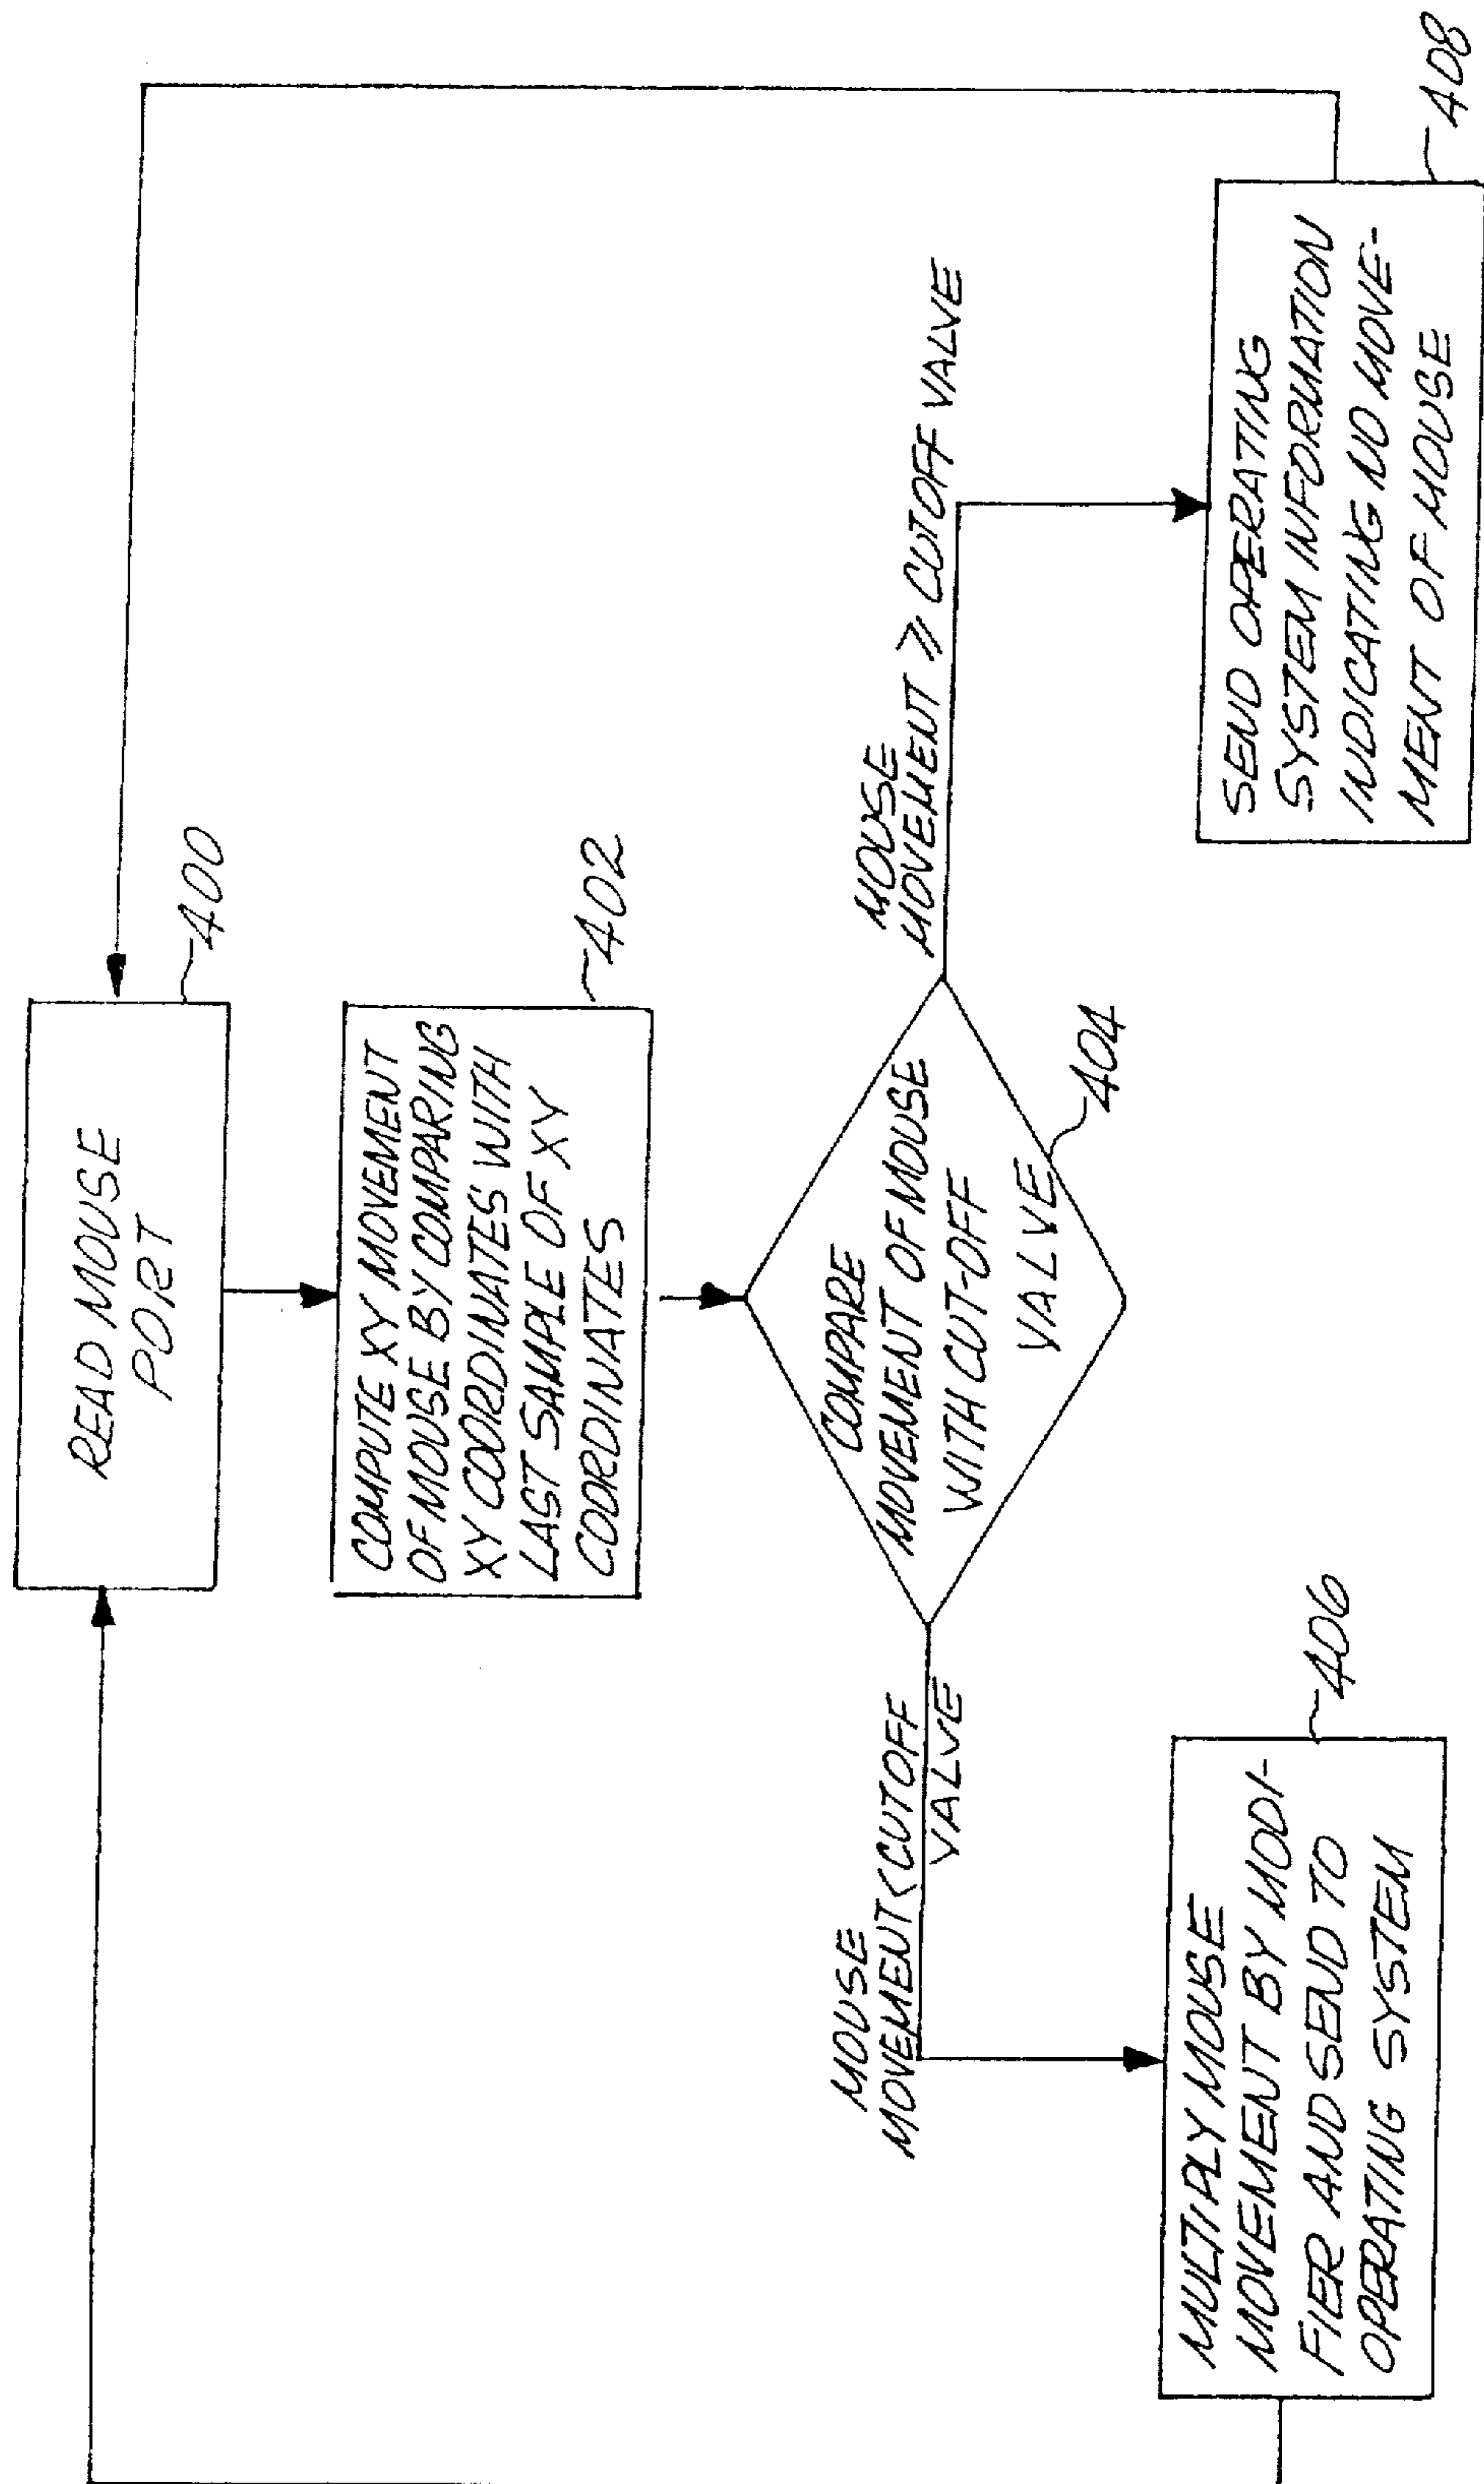 READ MOUSE
PORT
400
COMPUTE XY MOVEMENT
OF MOUSE BY COMPARING
XY COORDINATES WITH
LAST SAMPLE OF XY
COORDINATES
402
COMPARE
MOVEMENT OF MOUSE
WITH CUT-OFF
VALVE
404
MOUSE
MOVEMENT < CUTOFF
VALVE
MOUSE
MOVEMENT ≥ CUTOFF VALVE
MULTIPLY MOUSE
MOVEMENT BY MODI-
FIER AND SEND TO
OPERATING SYSTEM
406
SEND OPERATING
SYSTEM INFORMATION
INDICATING NO MOVE-
MENT OF MOUSE
408